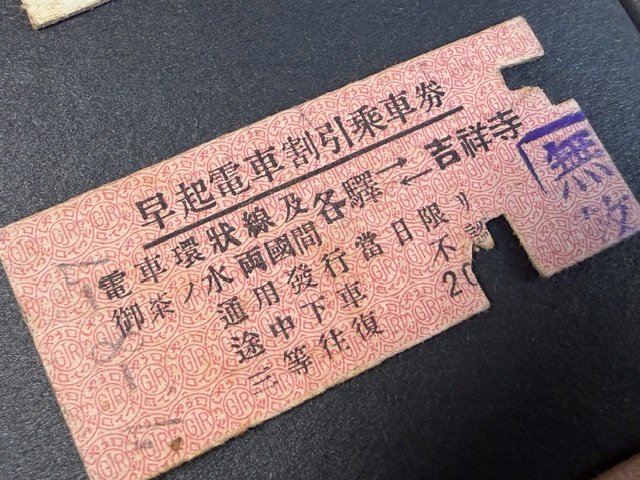 早起電車割引乘車券
電車環狀線及各驛 ⇄ 吉祥寺
御茶ノ水兩國間
通用發行當日限リ
途中下車 不
三等往復 20
無